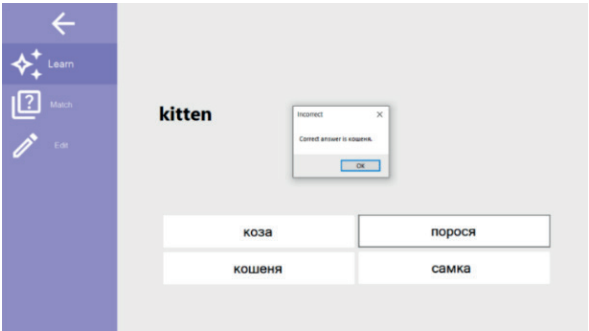 Learn
Match
Edit
kitten
Incorrect
Correct answer is кошеня.
OK
коза
порося
кошеня
самка